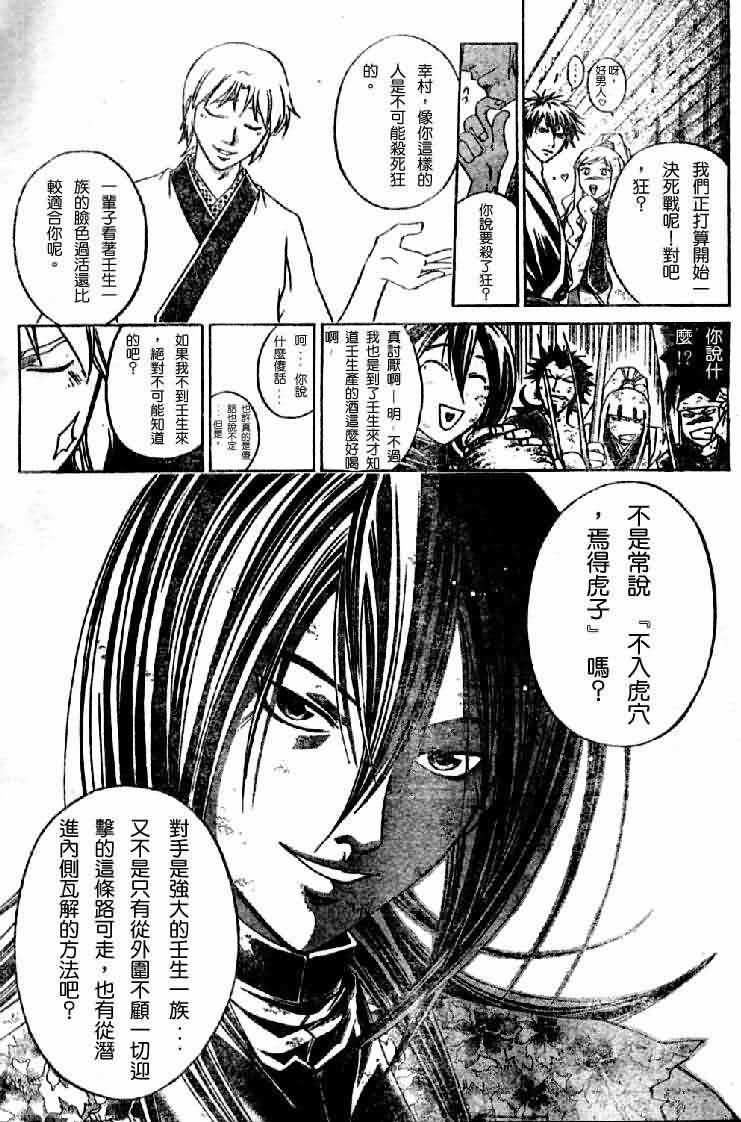 我們正打算開始一
決死戰呢！對吧
，狂？
呀，
好男人♡
…
你說要殺了狂？
幸村，像你這樣的
人是不可能殺死狂
的。
一輩子看著壬生一
族的臉色過活還比
較適合你呢。
你說什
麼!?
真討厭啊—明，不過
我也是到了壬生來才知
道壬生產的酒這麼好喝
啊，
呵…你說
什麼傻話…
也許真的是傻
話也說不定
…但是，
如果我不到壬生來
，絕對不可能知道
的吧？
不是常說『不入虎穴
，焉得虎子』嗎？
對手是強大的壬生一族…
又不是只有從外圍不顧一切迎
擊的這條路可走，也有從潛
進內側瓦解的方法吧？